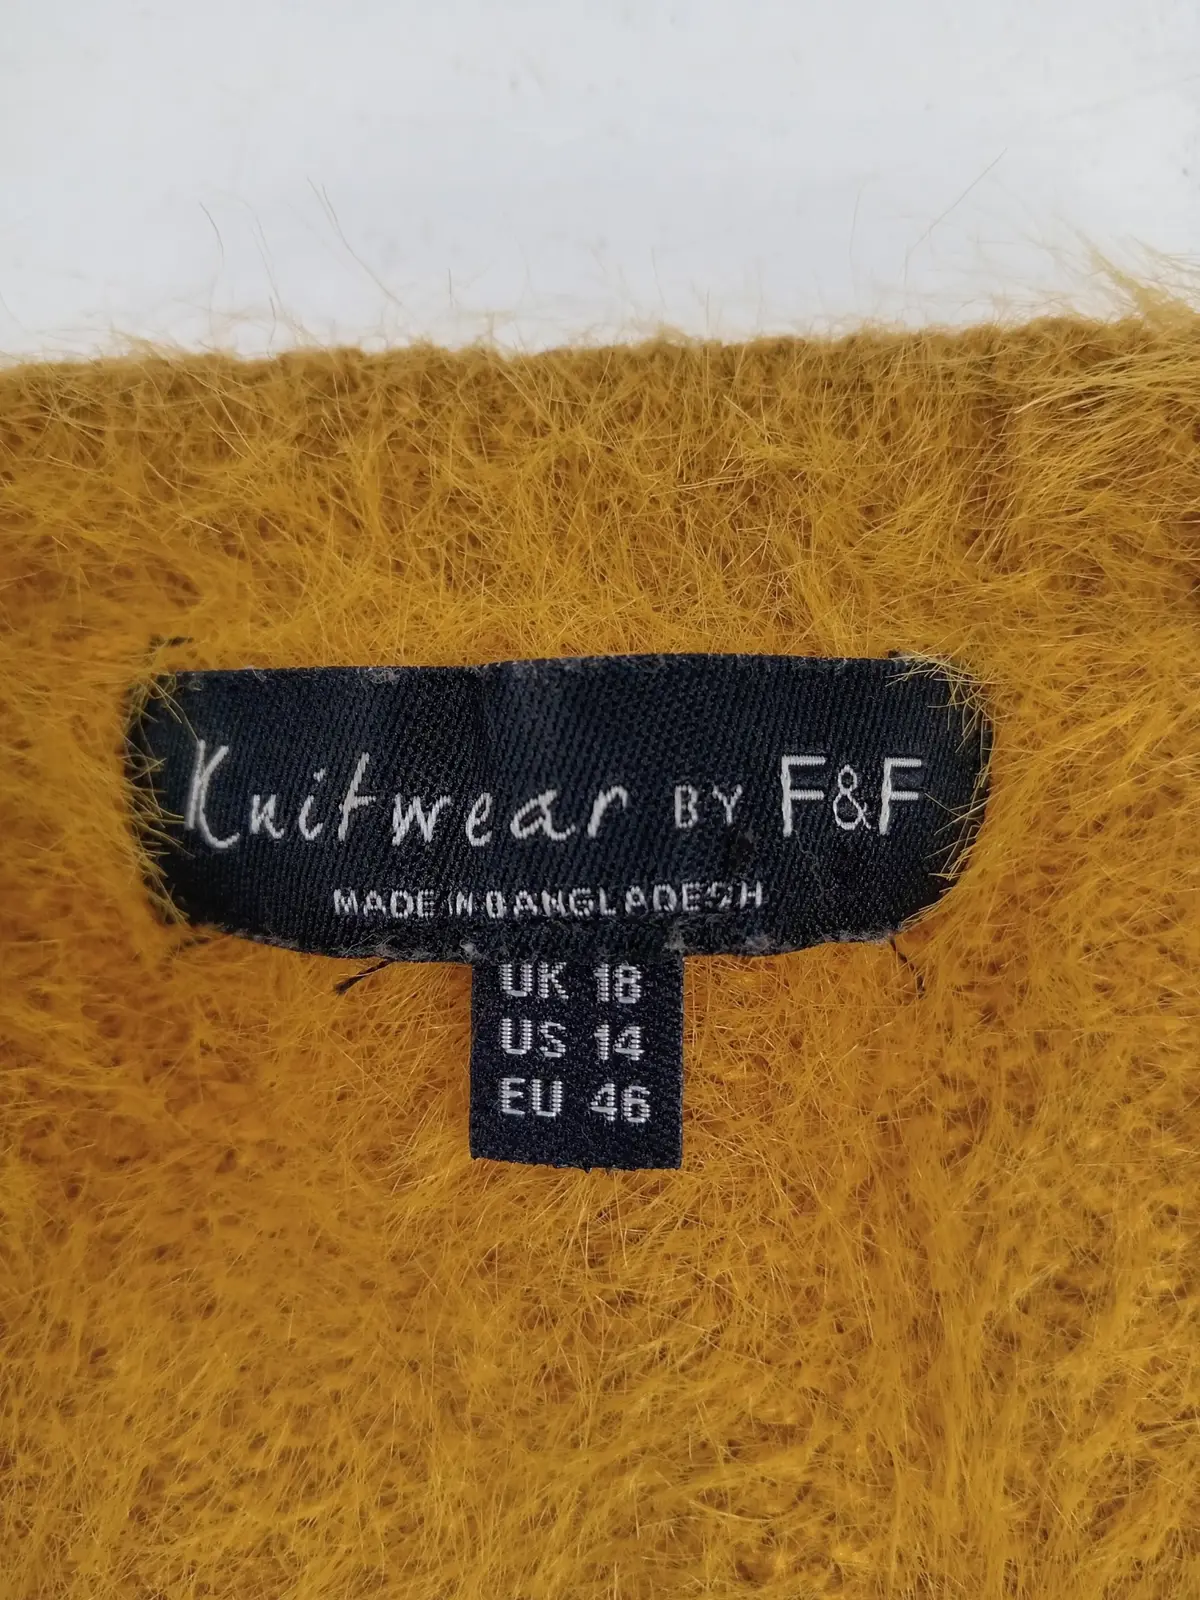 Knitwear BY F&F
MADE IN BANGLADESH
UK 18
US 14
EU 46